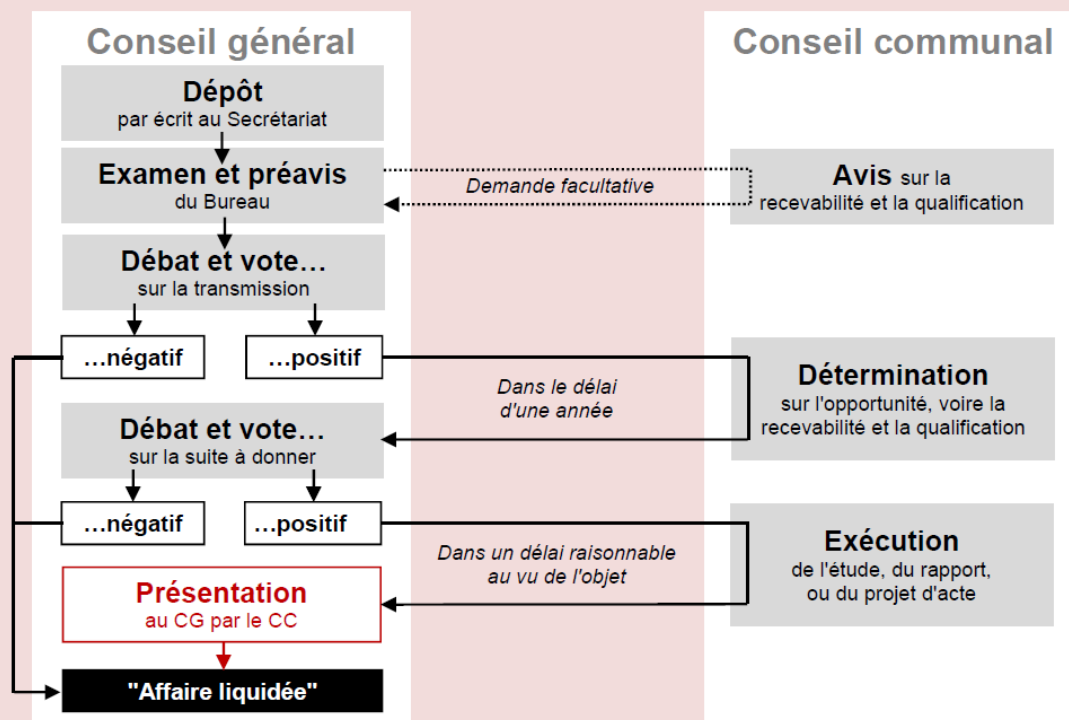 Conseil général
Conseil communal
Dépôt
par écrit au Secrétariat
Examen et préavis
du Bureau
Demande facultative
Avis sur la
recevabilité et la qualification
Débat et vote…
sur la transmission
…négatif
…positif
Dans le délai
d'une année
Détermination
sur l'opportunité, voire la
recevabilité et la qualification
Débat et vote…
sur la suite à donner
…négatif
…positif
Dans un délai raisonnable
au vu de l'objet
Exécution
de l'étude, du rapport,
ou du projet d'acte
Présentation
au CG par le CC
"Affaire liquidée"